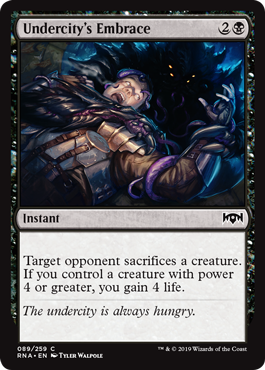 Undercity's Embrace 2
Instant
Target opponent sacrifices a creature.
If you control a creature with power
4 or greater, you gain 4 life.
The undercity is always hungry.
089/259 C
RNA • EN Tyler Walpole
™ & © 2019 Wizards of the Coast